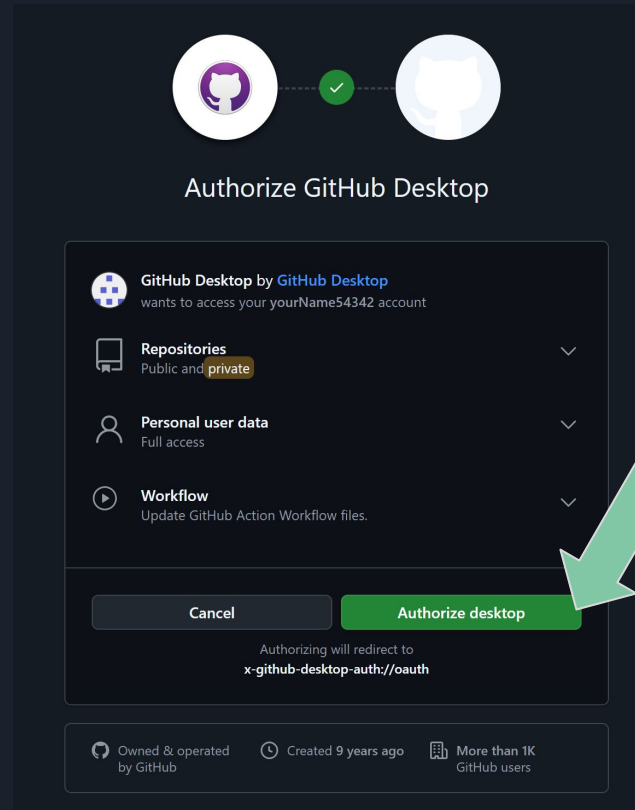 Authorize GitHub Desktop
GitHub Desktop by GitHub Desktop
wants to access your yourName54342 account
Repositories
Public and private
Personal user data
Full access
Workflow
Update GitHub Action Workflow files.
Cancel
Authorize desktop
Authorizing will redirect to
x-github-desktop-auth://oauth
Owned & operated
by GitHub
Created 9 years ago
More than 1K
GitHub users